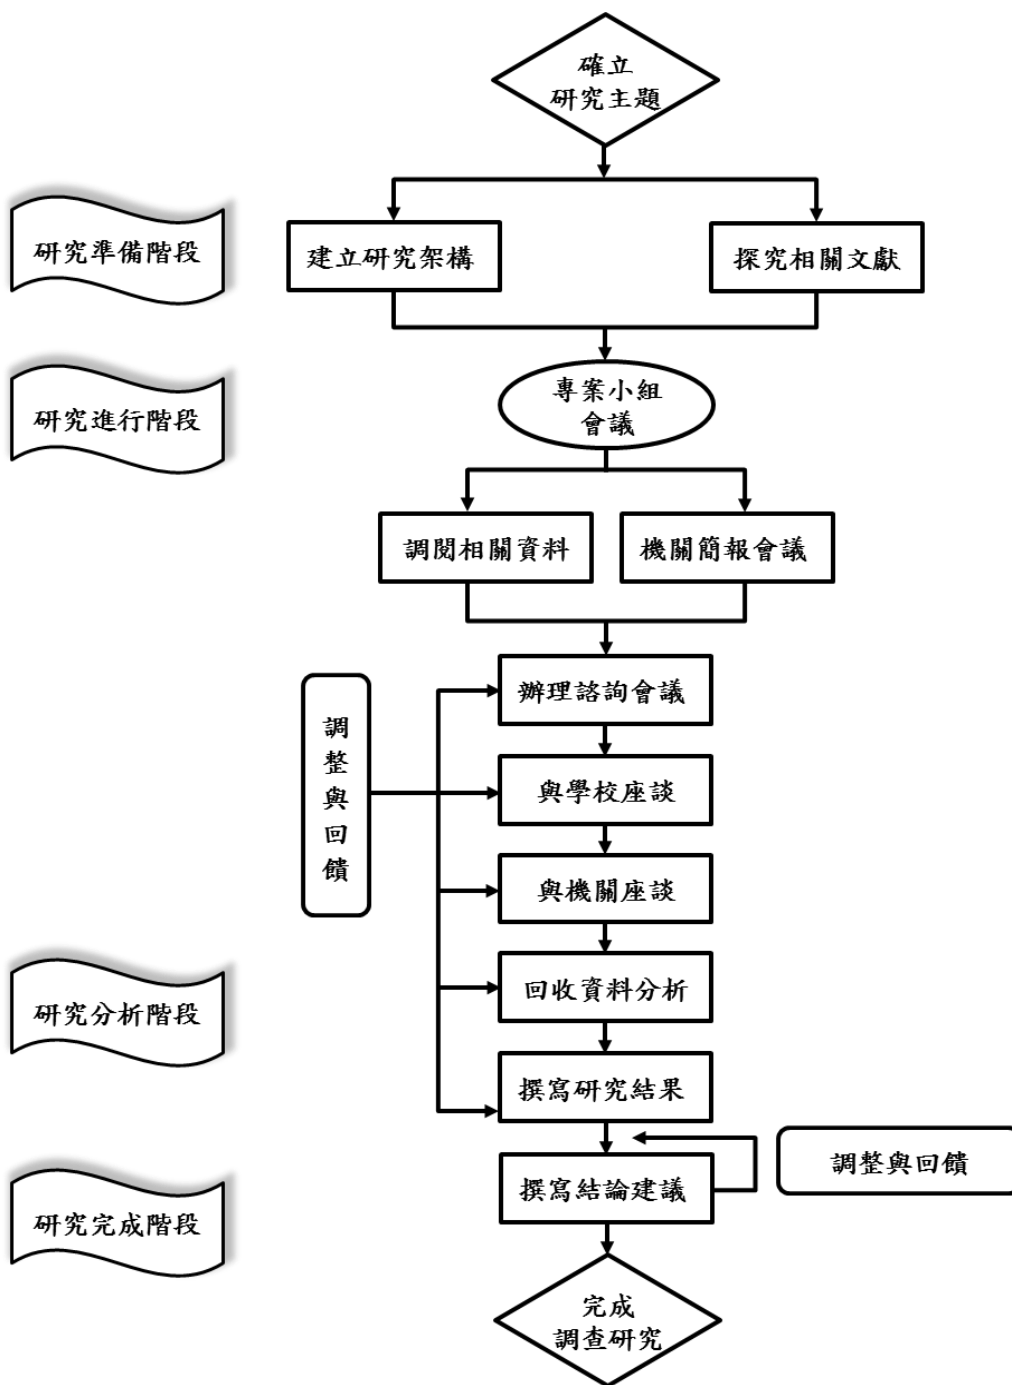 確立
研究主題
研究準備階段
建立研究架構
探究相關文獻
研究進行階段
專案小組
會議
調閱相關資料
機關簡報會議
調整與回饋
辦理諮詢會議
與學校座談
與機關座談
研究分析階段
回收資料分析
撰寫研究結果
調整與回饋
研究完成階段
撰寫結論建議
完成
調查研究